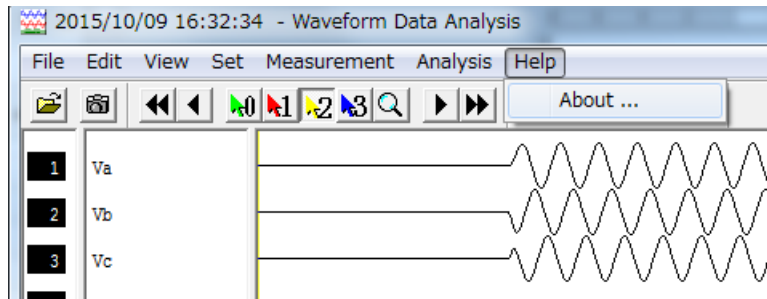 2015/10/09 16:32:34 - Waveform Data Analysis
File Edit View Set Measurement Analysis Help
0 1 2 3
About ...
1 Va
2 Vb
3 Vc